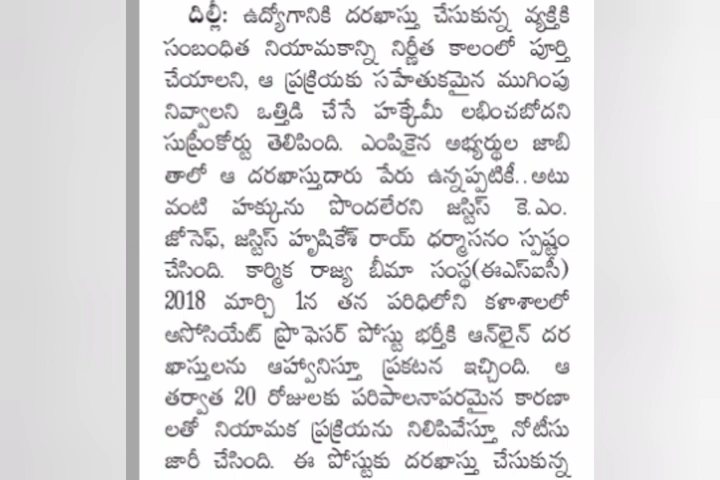 దిల్లీ: ఉద్యోగానికి దరఖాస్తు చేసుకున్న వ్యక్తికి
సంబంధిత నియామకాన్ని నిర్ణీత కాలంలో పూర్తి
చేయాలని, ఆ ప్రక్రియకు సహేతుకమైన ముగింపు
నివ్వాలని ఒత్తిడి చేసే హక్కేమీ లభించబోదని
సుప్రీంకోర్టు తెలిపింది. ఎంపికైన అభ్యర్థుల జాబి
తాలో ఆ దరఖాస్తుదారు పేరు ఉన్నప్పటికీ..అటు
వంటి హక్కును పొందలేరని జస్టిస్ కె.ఎం.
జోసెఫ్, జస్టిస్ హృషికేశ్ రాయ్ ధర్మాసనం స్పష్టం
చేసింది. కార్మిక రాజ్య బీమా సంస్థ(ఈఎస్ఐసీ)
2018 మార్చి 1న తన పరిధిలోని కళాశాలలో
అసోసియేట్ ప్రొఫెసర్ పోస్టు భర్తీకి ఆన్‌లైన్ దర
ఖాస్తులను ఆహ్వానిస్తూ ప్రకటన ఇచ్చింది. ఆ
తర్వాత 20 రోజులకు పరిపాలనాపరమైన కారణా
లతో నియామక ప్రక్రియను నిలిపివేస్తూ నోటీసు
జారీ చేసింది. ఈ పోస్టుకు దరఖాస్తు చేసుకున్న